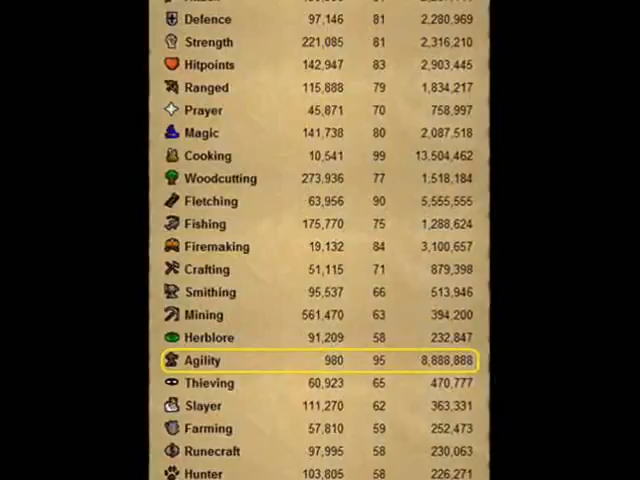 Defence 97,146 81 2,280,969
Strength 221,085 81 2,316,210
Hitpoints 142,947 83 2,903,445
Ranged 115,888 79 1,834,217
Prayer 45,871 70 758,997
Magic 141,738 80 2,087,518
Cooking 10,541 99 13,504,462
Woodcutting 273,936 77 1,518,184
Fletching 63,956 90 5,555,555
Fishing 175,770 75 1,288,624
Firemaking 19,132 84 3,100,657
Crafting 51,115 71 879,398
Smithing 95,537 66 513,946
Mining 561,470 63 394,200
Herblore 91,209 58 232,847
Agility 980 95 8,888,888
Thieving 60,923 65 470,777
Slayer 111,270 62 363,331
Farming 57,810 59 252,473
Runecraft 97,995 58 230,063
Hunter 103,805 58 226,271